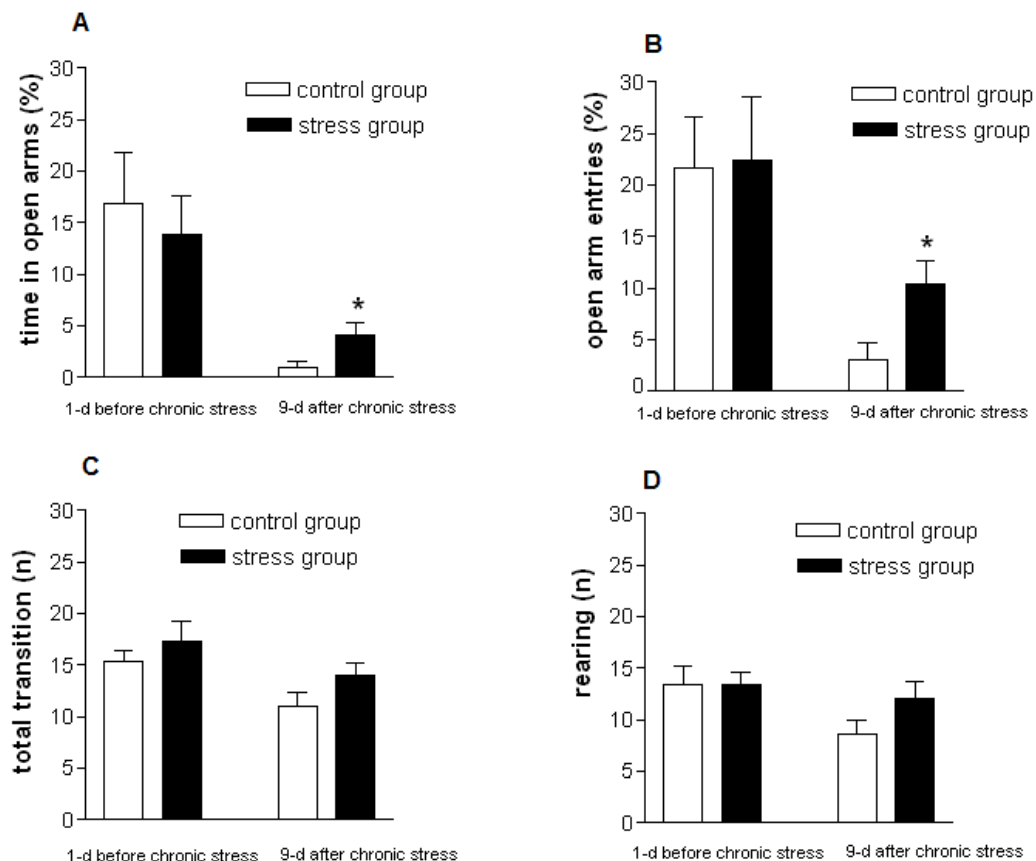 A
time in open arms (%)
30
25
20
15
10
5
0
control group
stress group
*
1-d before chronic stress
9-d after chronic stress
B
open arm entries (%)
30
25
20
15
10
5
0
control group
stress group
*
1-d before chronic stress
9-d after chronic stress
C
total transition (n)
30
25
20
15
10
5
0
control group
stress group
1-d before chronic stress
9-d after chronic stress
D
rearing (n)
30
25
20
15
10
5
0
control group
stress group
1-d before chronic stress
9-d after chronic stress